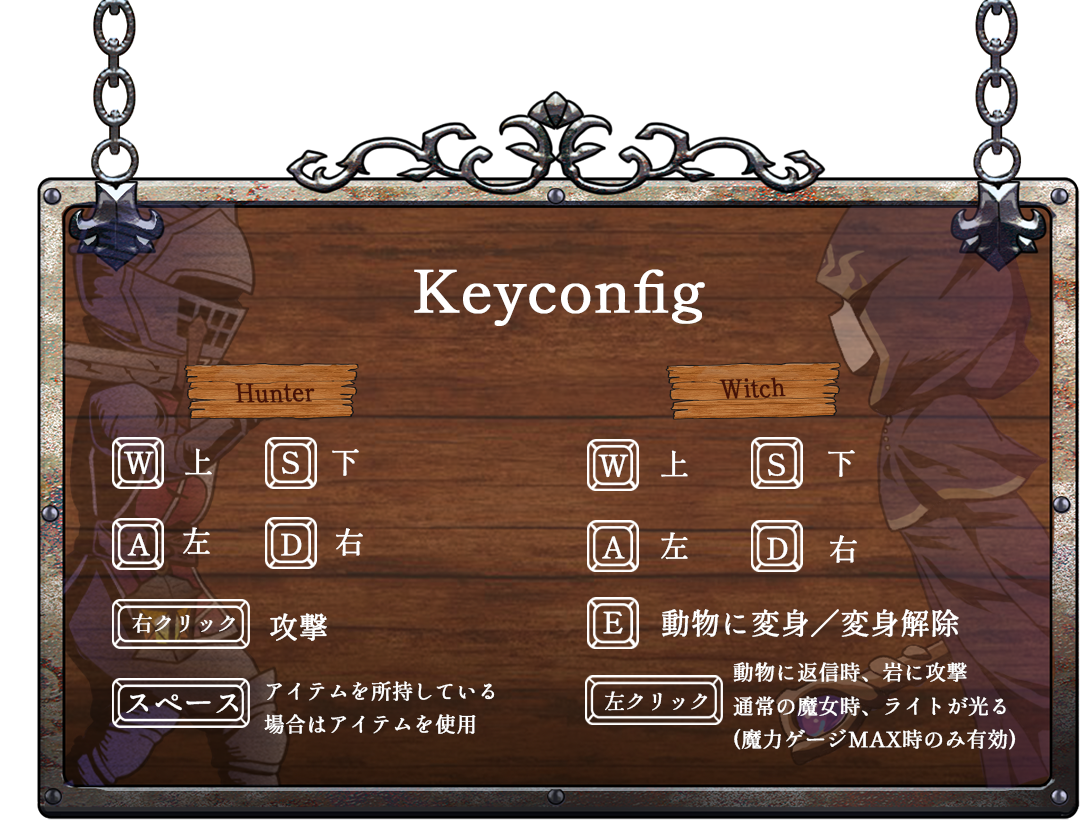 Keyconfig
Hunter
W 上 S 下
A 左 D 右
右クリック 攻撃
スペース アイテムを所持している
場合はアイテムを使用
Witch
W 上 S 下
A 左 D 右
E 動物に変身／変身解除
左クリック 動物に返信時、岩に攻撃
通常の魔女時、ライトが光る
(魔力ゲージMAX時のみ有効)